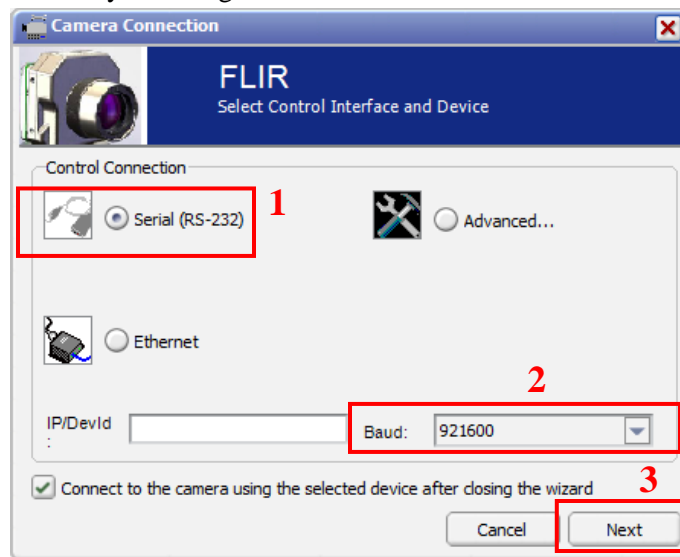 Camera Connection
FLIR
Select Control Interface and Device
Control Connection
1
Serial (RS-232)
Advanced...
Ethernet
2
IP/DevId
:
Baud: 921600
Connect to the camera using the selected device after closing the wizard
3
Cancel Next